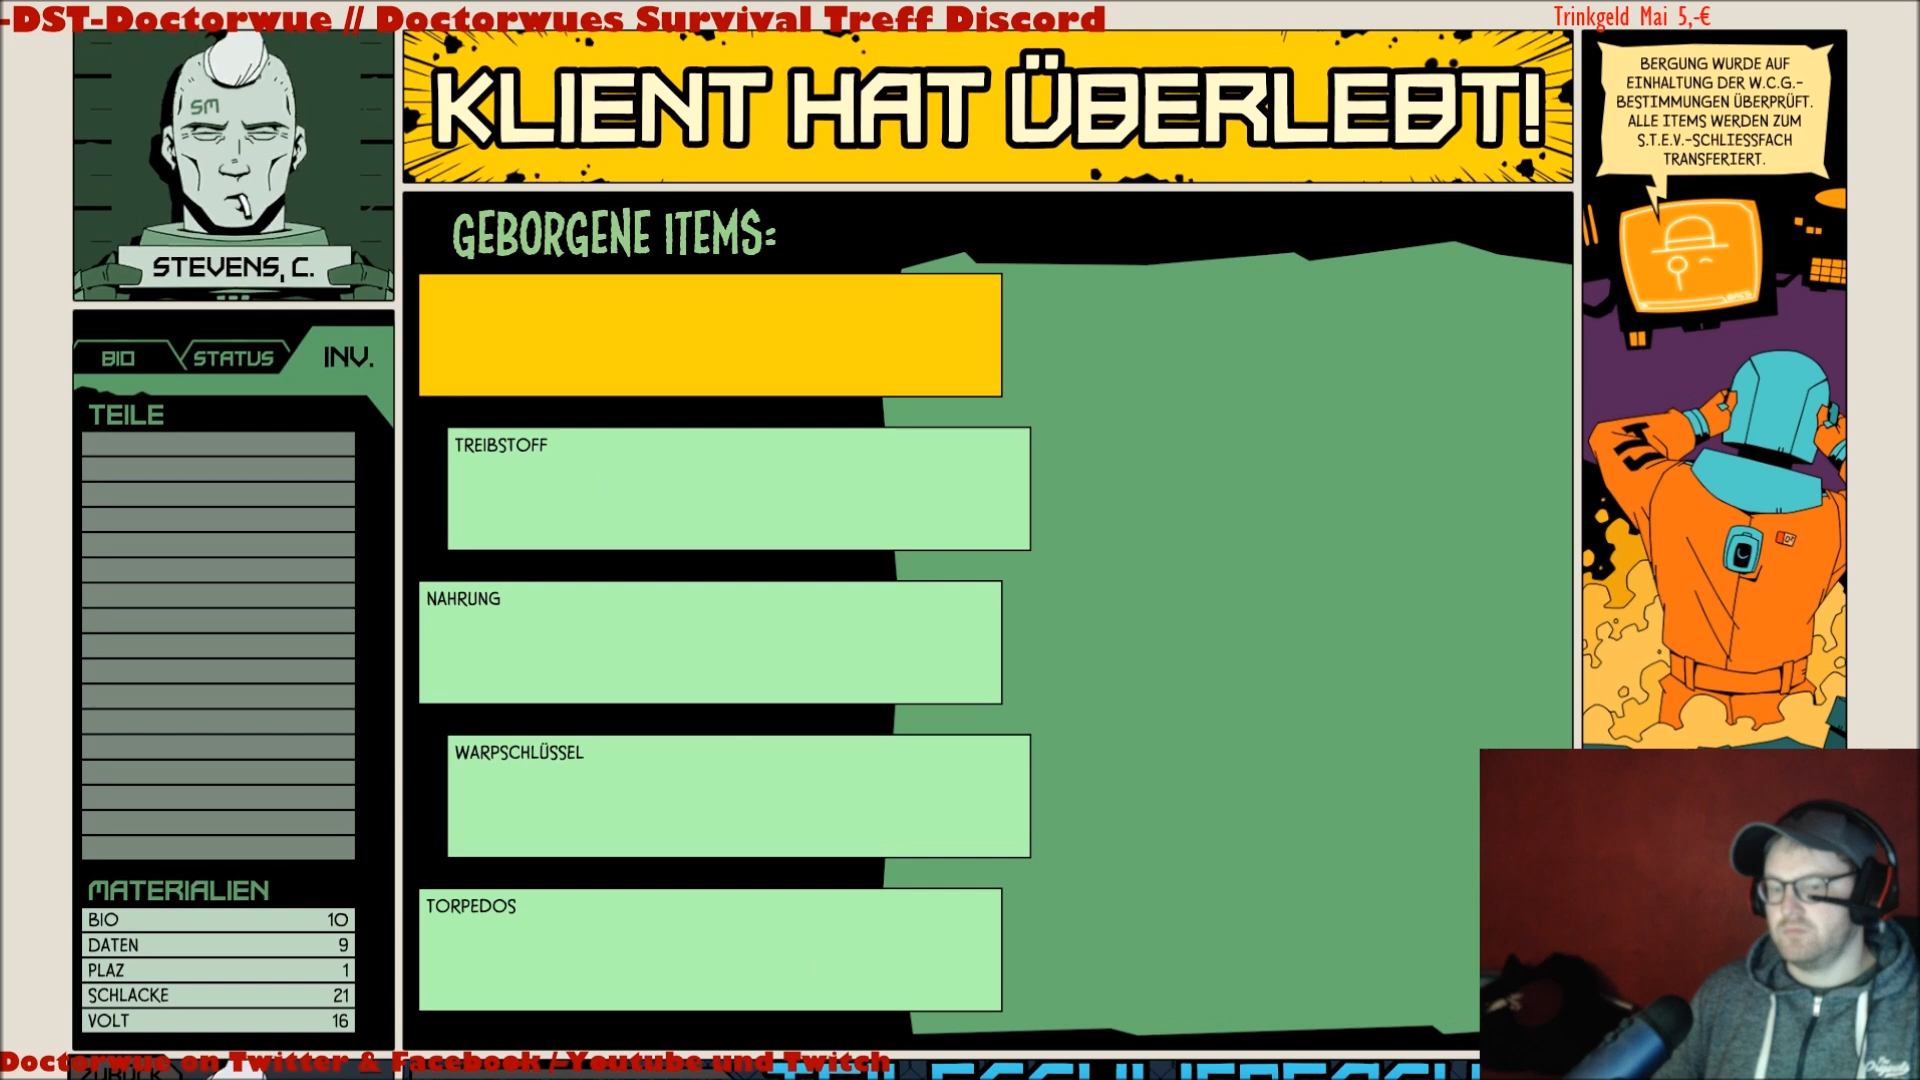 -DST-Doctorwue // Doctorwues Survival Treff Discord
Trinkgeld Mai 5,-€
SM
STEVENS, C.
KLIENT HAT ÜBERLEBT!
BERGUNG WURDE AUF
EINHALTUNG DER W.C.G.-
BESTIMMUNGEN ÜBERPRÜFT.
ALLE ITEMS WERDEN ZUM
S.T.E.V.-SCHLIESSFACH
TRANSFERIERT.
BIO
STATUS
INV.
TEILE
GEBORGENE ITEMS:
TREIBSTOFF
NAHRUNG
WARPSCHLÜSSEL
TORPEDOS
MATERIALIEN
BIO 10
DATEN 9
PLAZ 1
SCHLACKE 21
VOLT 16
Doctorwue on Twitter & Facebook / Youtube und Twitch
ZURÜCK